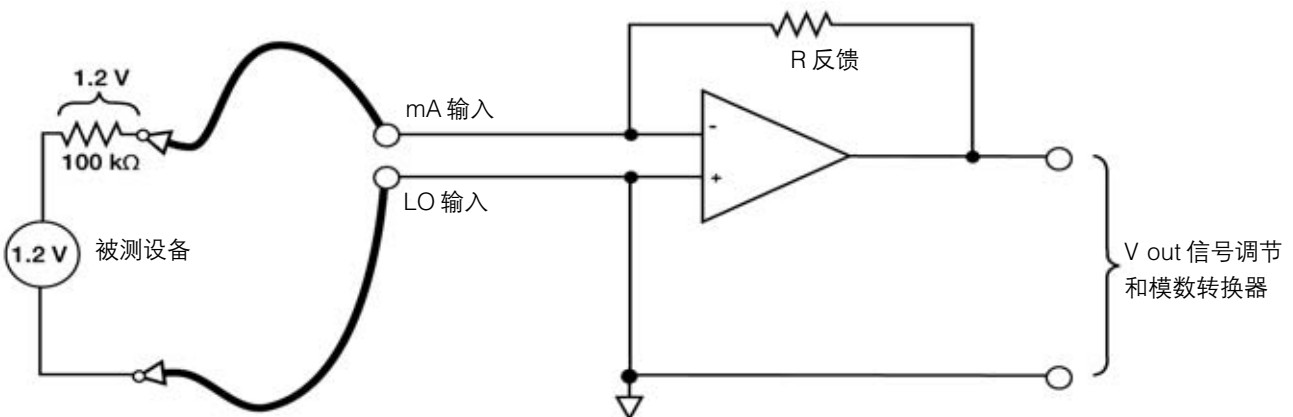 R 反馈
1.2 V
mA 输入
100 kΩ
-
+
LO 输入
1.2 V
被测设备
V out 信号调节
和模数转换器